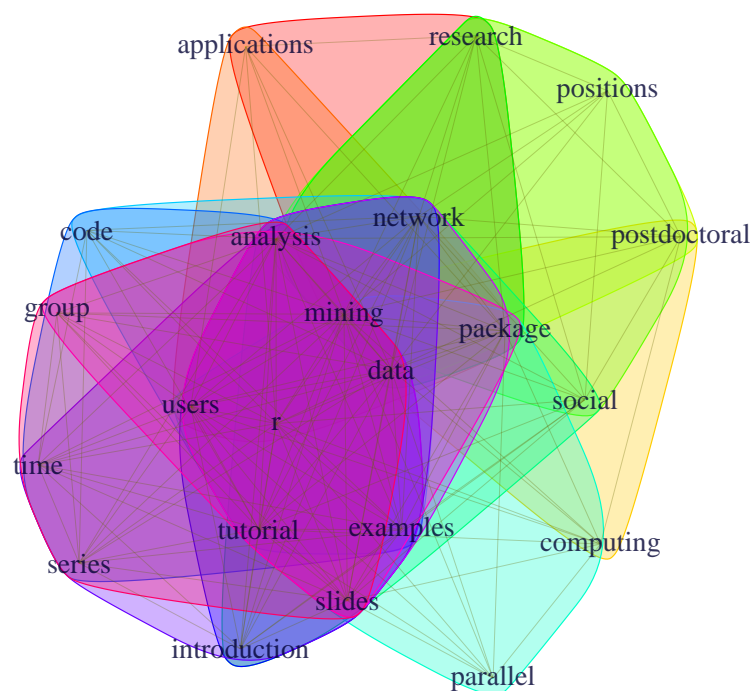 research
applications
positions
network
code
analysis
postdoctoral
group
mining
package
data
users
social
r
time
tutorial
examples
computing
series
slides
introduction
parallel